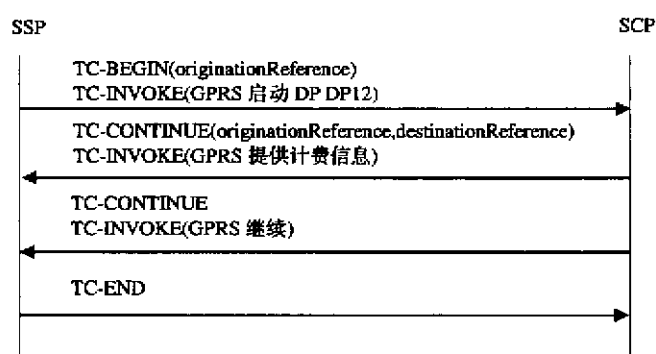 SSP
SCP
TC-BEGIN(originationReference)
TC-INVOKE(GPRS 启动 DP DP12)
TC-CONTINUE(originationReference,destinationReference)
TC-INVOKE(GPRS 提供计费信息)
TC-CONTINUE
TC-INVOKE(GPRS 继续)
TC-END